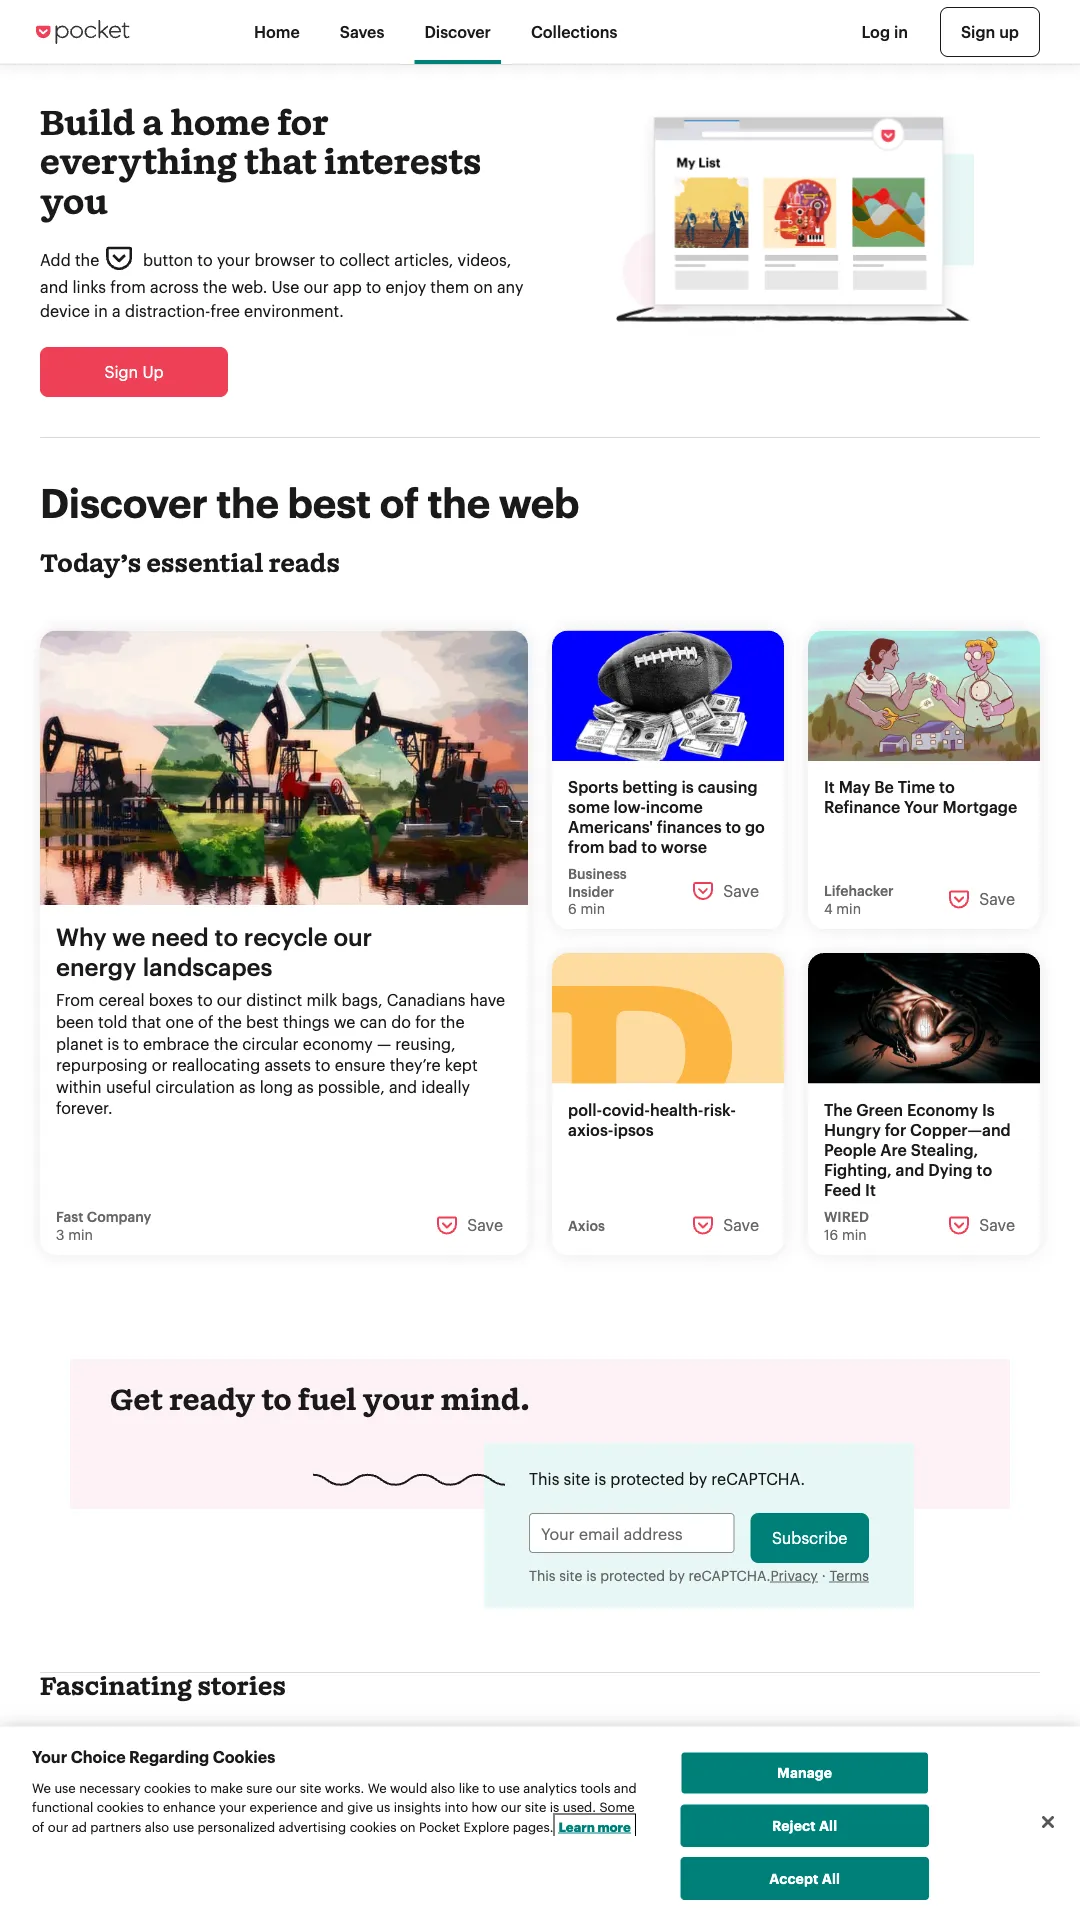 pocket
Home
Saves
Discover
Collections
Log in
Sign up
Build a home for
everything that interests
you
Add the button to your browser to collect articles, videos,
and links from across the web. Use our app to enjoy them on any
device in a distraction-free environment.
Sign Up
My List
Discover the best of the web
Today’s essential reads
Why we need to recycle our
energy landscapes
From cereal boxes to our distinct milk bags, Canadians have
been told that one of the best things we can do for the
planet is to embrace the circular economy — reusing,
repurposing or reallocating assets to ensure they’re kept
within useful circulation as long as possible, and ideally
forever.
Fast Company
3 min
Save
Sports betting is causing
some low-income
Americans' finances to go
from bad to worse
Business
Insider
6 min
Save
It May Be Time to
Refinance Your Mortgage
Lifehacker
4 min
Save
poll-covid-health-risk-
axios-ipsos
Axios
Save
The Green Economy Is
Hungry for Copper—and
People Are Stealing,
Fighting, and Dying to
Feed It
WIRED
16 min
Save
Get ready to fuel your mind.
This site is protected by reCAPTCHA.
Your email address
Subscribe
This site is protected by reCAPTCHA.Privacy · Terms
Fascinating stories
Your Choice Regarding Cookies
We use necessary cookies to make sure our site works. We would also like to use analytics tools and
functional cookies to enhance your experience and give us insights into how our site is used. Some
of our ad partners also use personalized advertising cookies on Pocket Explore pages. Learn more
Manage
Reject All
Accept All